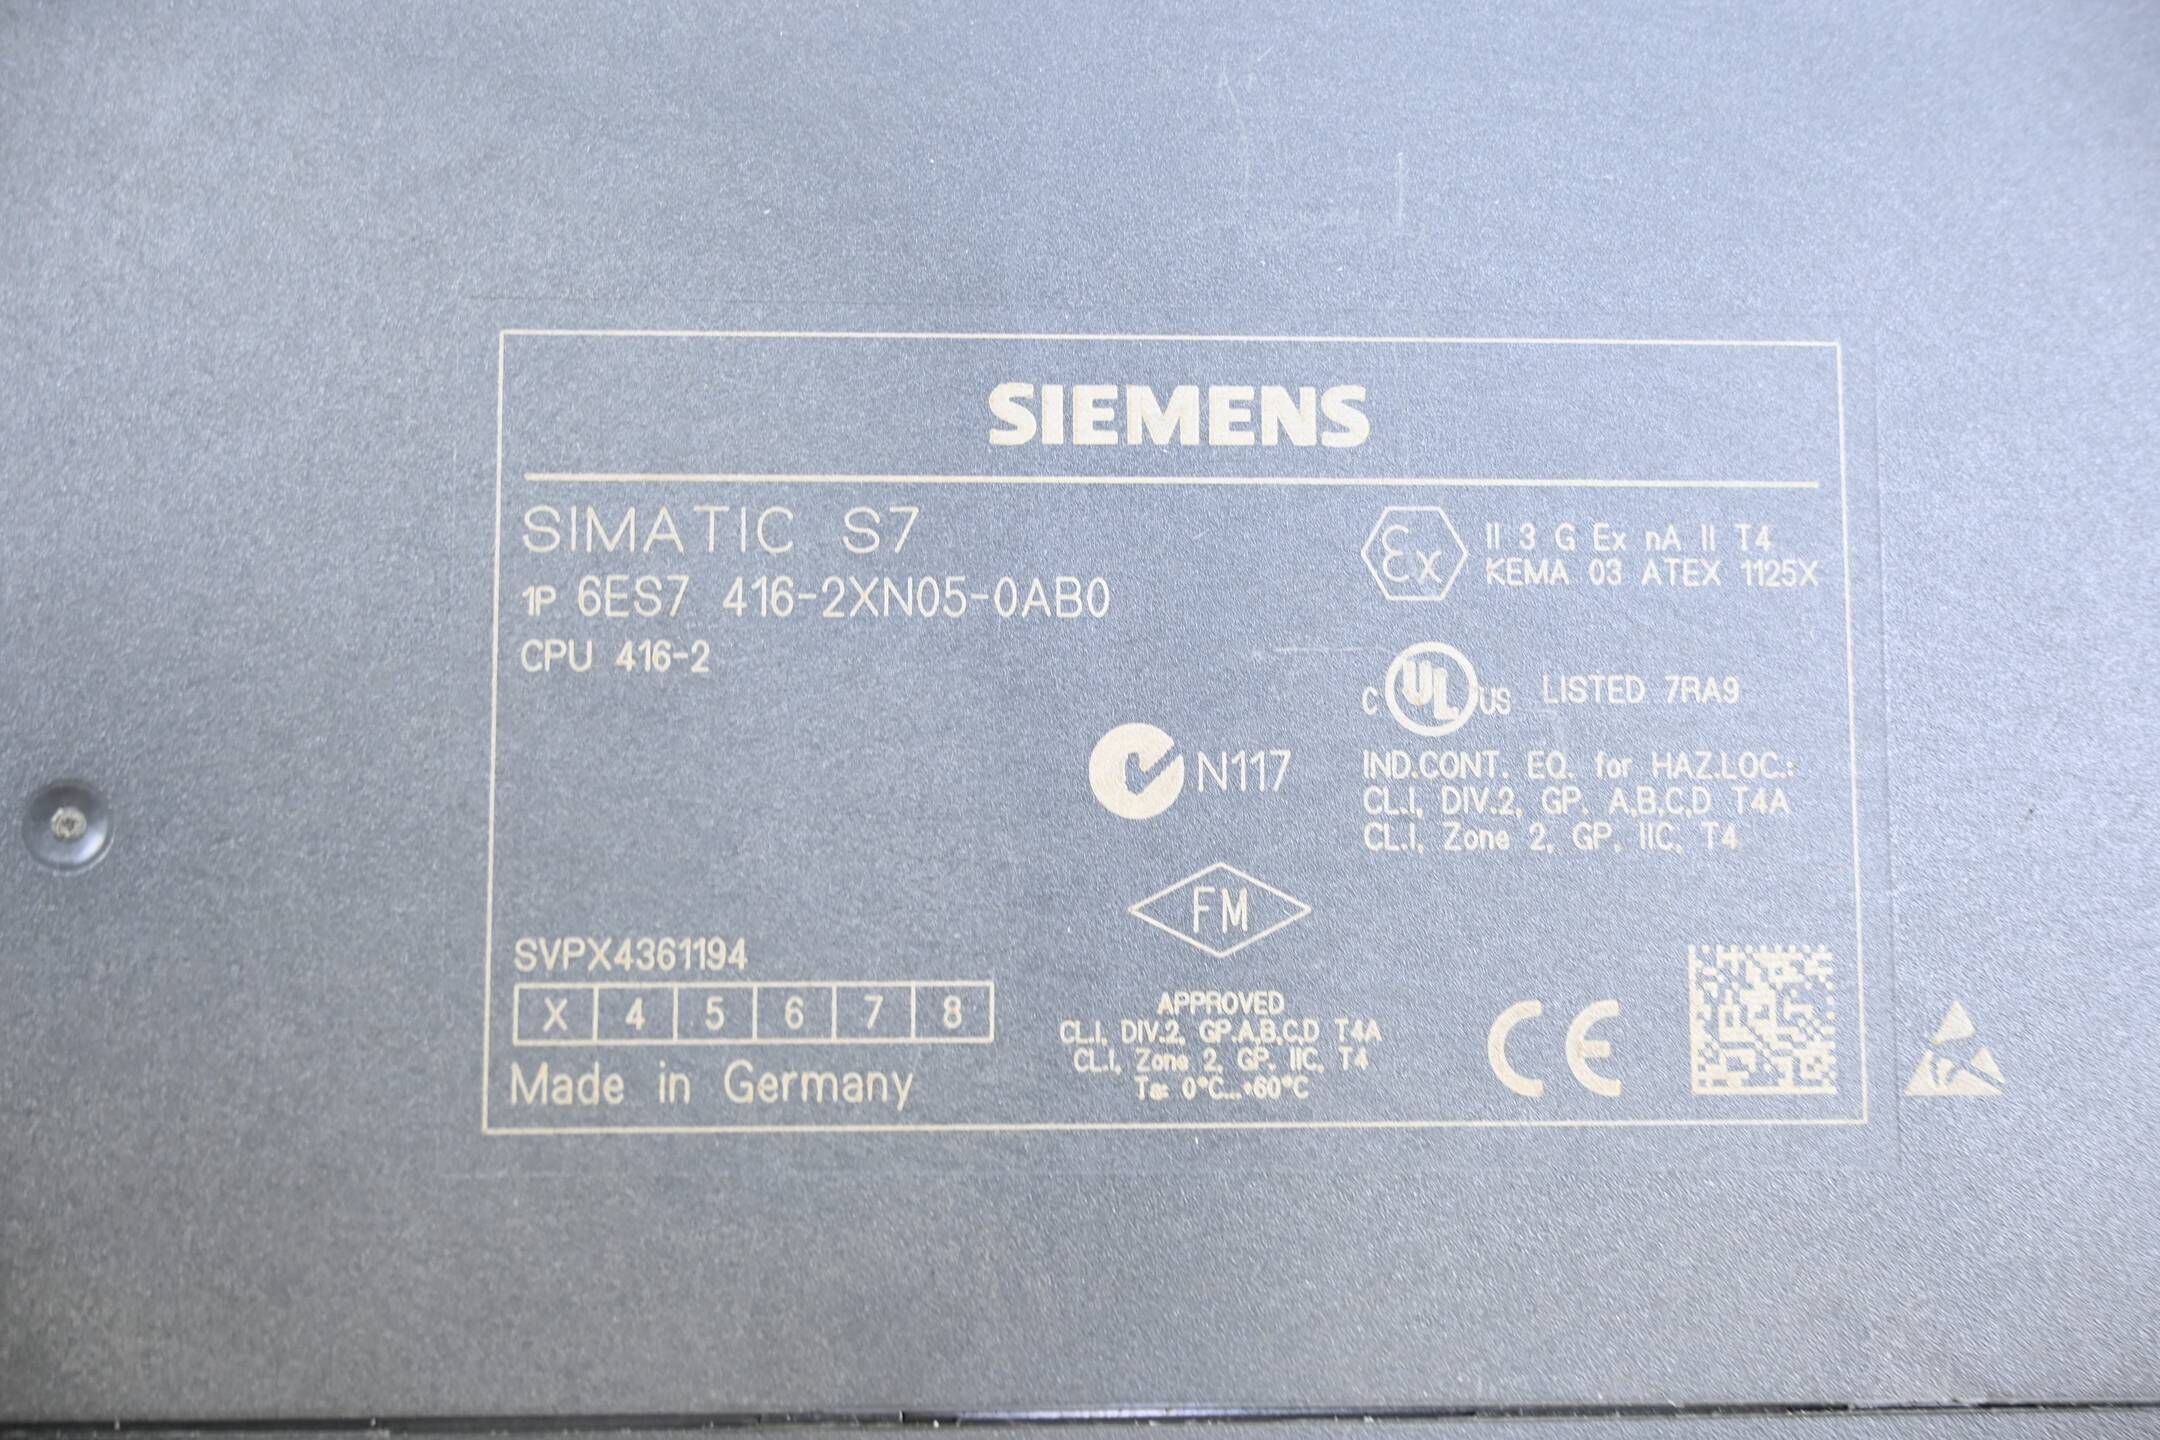 SIEMENS
SIMATIC S7
1P 6ES7 416-2XN05-0AB0
CPU 416-2
Ex II 3 G Ex nA II T4
KEMA 03 ATEX 1125X
C UL US LISTED 7RA9
N117
IND.CONT. EQ. for HAZ.LOC.:
CL.I, DIV.2, GP. A,B,C,D T4A
CL.I, Zone 2, GP. IIC, T4
FM
APPROVED
CL.I, DIV.2, GP.A,B,C,D T4A
CL.I, Zone 2, GP. IIC, T4
Ta: 0°C...+60°C
SVPX4361194
X 4 5 6 7 8
Made in Germany
CE